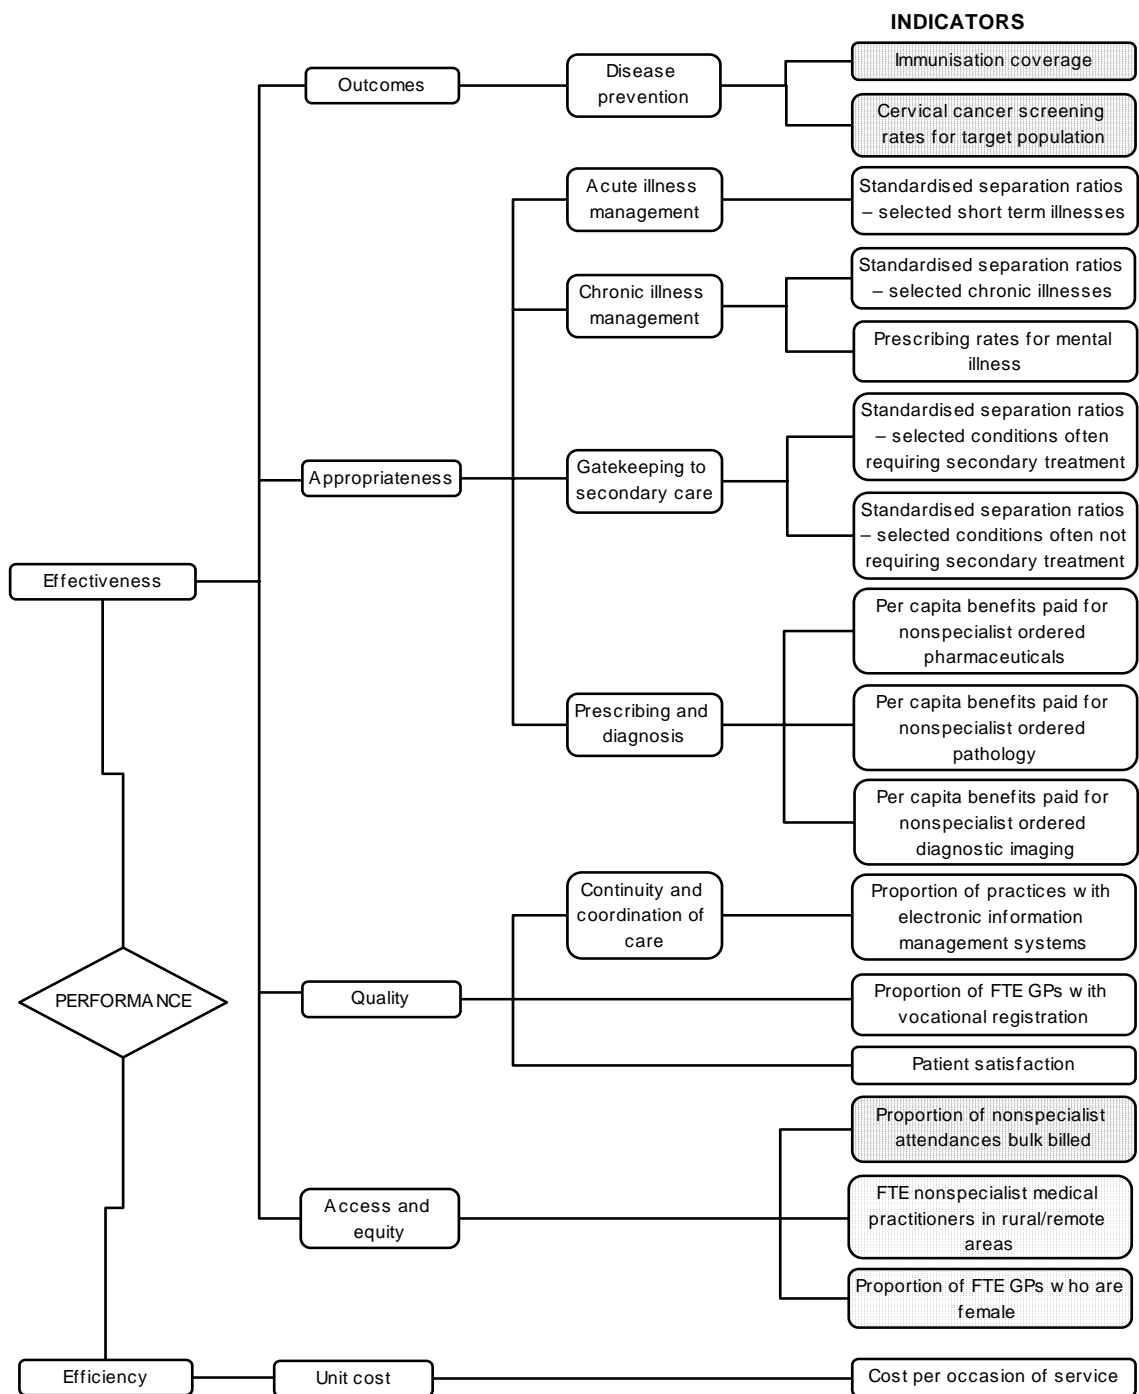 INDICATORS
Immunisation coverage
Outcomes
Disease
prevention
Cervical cancer screening
rates for target population
Acute illness
management
Standardised separation ratios
– selected short term illnesses
Chronic illness
management
Standardised separation ratios
– selected chronic illnesses
Prescribing rates for mental
illness
Appropriateness
Gatekeeping to
secondary care
Standardised separation ratios
– selected conditions often
requiring secondary treatment
Standardised separation ratios
– selected conditions often not
requiring secondary treatment
Effectiveness
Prescribing and
diagnosis
Per capita benefits paid for
nonspecialist ordered
pharmaceuticals
Per capita benefits paid for
nonspecialist ordered
pathology
Per capita benefits paid for
nonspecialist ordered
diagnostic imaging
Continuity and
coordination of
care
Proportion of practices with
electronic information
management systems
PERFORMANCE
Quality
Proportion of FTE GPs with
vocational registration
Patient satisfaction
Access and
equity
Proportion of nonspecialist
attendances bulk billed
FTE nonspecialist medical
practitioners in rural/remote
areas
Proportion of FTE GPs who are
female
Efficiency
Unit cost
Cost per occasion of service